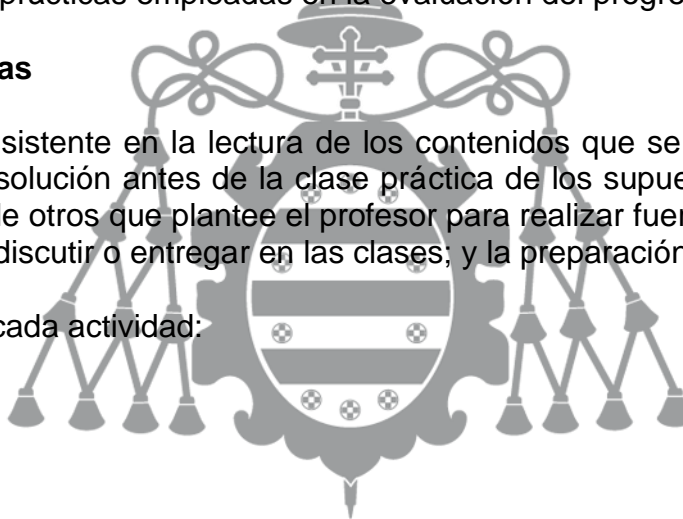 prácticas empleadas en la evaluación del progre
as
sistente en la lectura de los contenidos que se
solución antes de la clase práctica de los supue
de otros que plantee el profesor para realizar fuer
discutir o entregar en las clases; y la preparación
cada actividad: